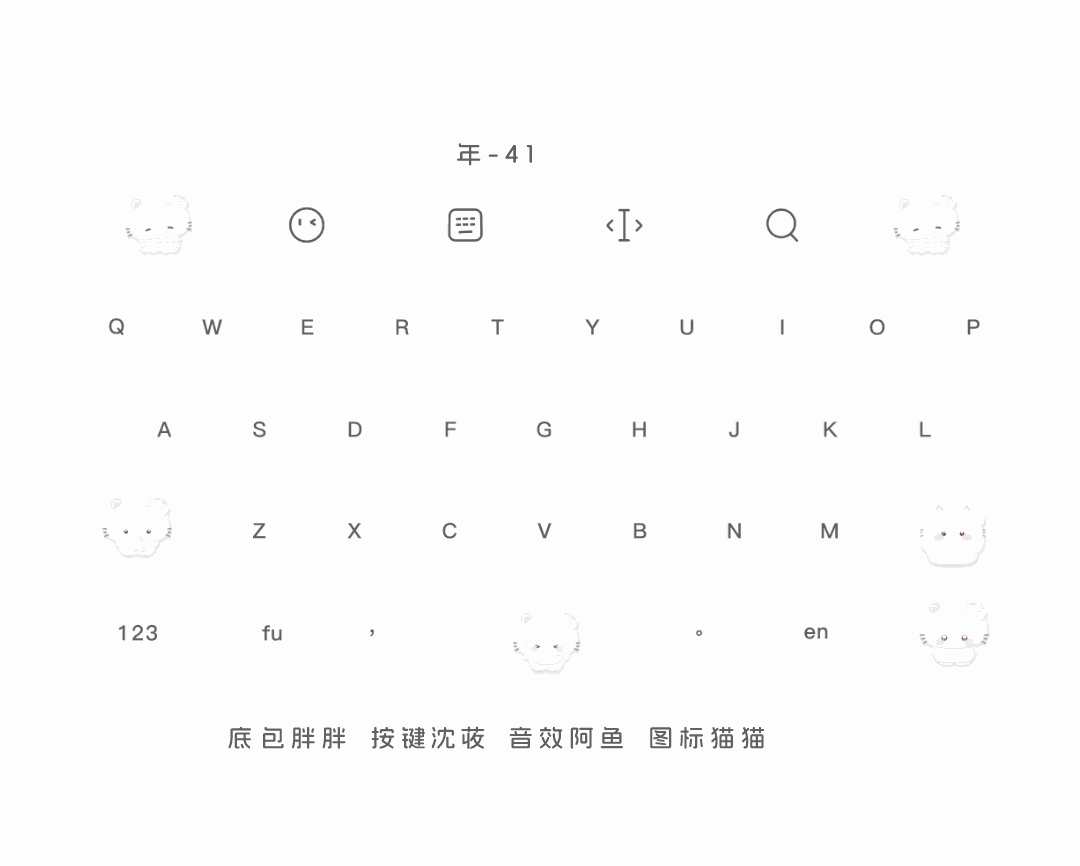 年-41
Q W E R T Y U I O P
A S D F G H J K L
Z X C V B N M
123 fu ， 。 en
底包胖胖 按键沈荍 音效阿鱼 图标猫猫